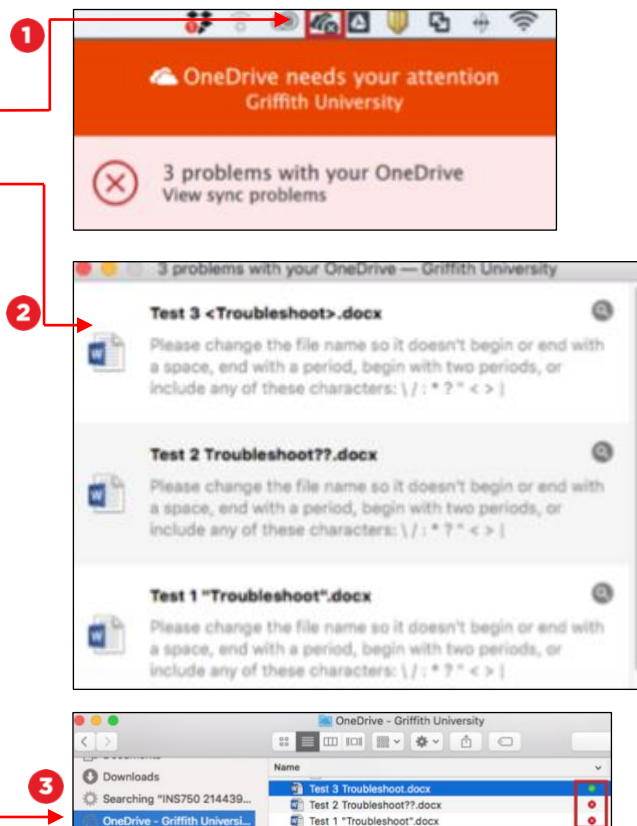 1
OneDrive needs your attention
Griffith University
3 problems with your OneDrive
View sync problems
2
3 problems with your OneDrive — Griffith University
Test 3 <Troubleshoot>.docx
Please change the file name so it doesn't begin or end with
a space, end with a period, begin with two periods, or
include any of these characters: \ / : * ? " < > |
Test 2 Troubleshoot??.docx
Please change the file name so it doesn't begin or end with
a space, end with a period, begin with two periods, or
include any of these characters: \ / : * ? " < > |
Test 1 "Troubleshoot".docx
Please change the file name so it doesn't begin or end with
a space, end with a period, begin with two periods, or
include any of these characters: \ / : * ? " < > |
3
OneDrive - Griffith University
Name
Downloads
Searching "INS750 214439...
OneDrive - Griffith Universi...
Test 3 Troubleshoot.docx
Test 2 Troubleshoot??.docx
Test 1 "Troubleshoot".docx